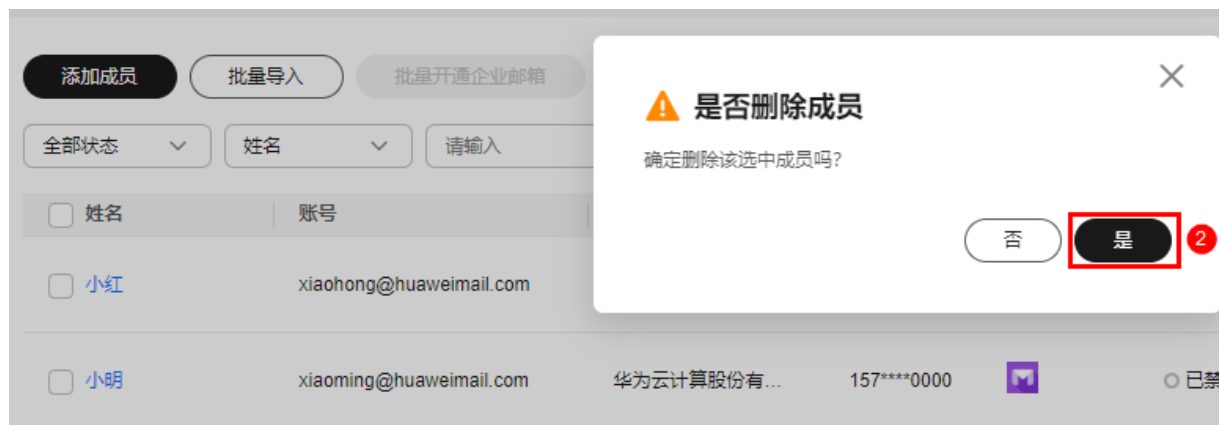 添加成员 批量导入 批量开通企业邮箱
全部状态 姓名 请输入
姓名 账号
小红 xiaohong@huaweimail.com
小明 xiaoming@huaweimail.com 华为云计算股份有... 157****0000 已禁
是否删除成员
确定删除该选中成员吗?
否 是 2